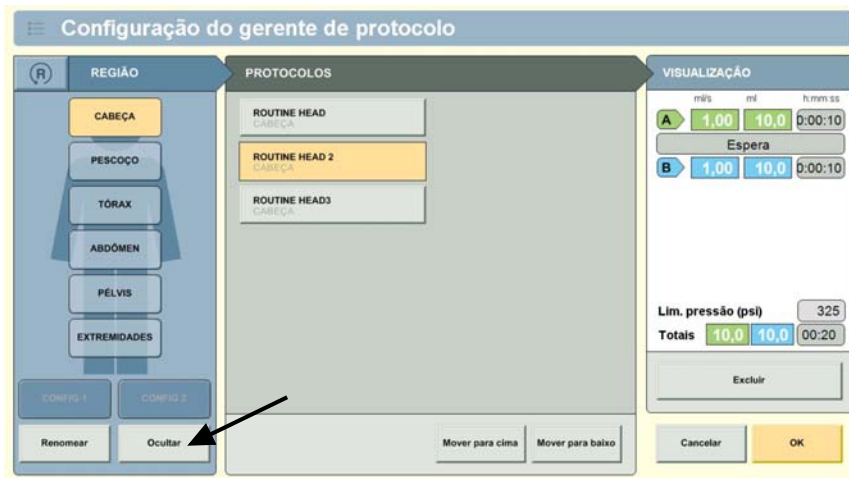 Configuração do gerente de protocolo
R REGIÃO
CABEÇA
PESCOÇO
TÓRAX
ABDÔMEN
PÉLVIS
EXTREMIDADES
CONFIG 1 CONFIG 2
Renomear Ocultar
PROTOCOLOS
ROUTINE HEAD
CABEÇA
ROUTINE HEAD 2
CABEÇA
ROUTINE HEAD3
CABEÇA
Mover para cima Mover para baixo
VISUALIZAÇÃO
ml/s ml h:mm:ss
A 1,00 10,0 0:00:10
Espera
B 1,00 10,0 0:00:10
Lim. pressão (psi) 325
Totais 10,0 10,0 00:20
Excluir
Cancelar OK